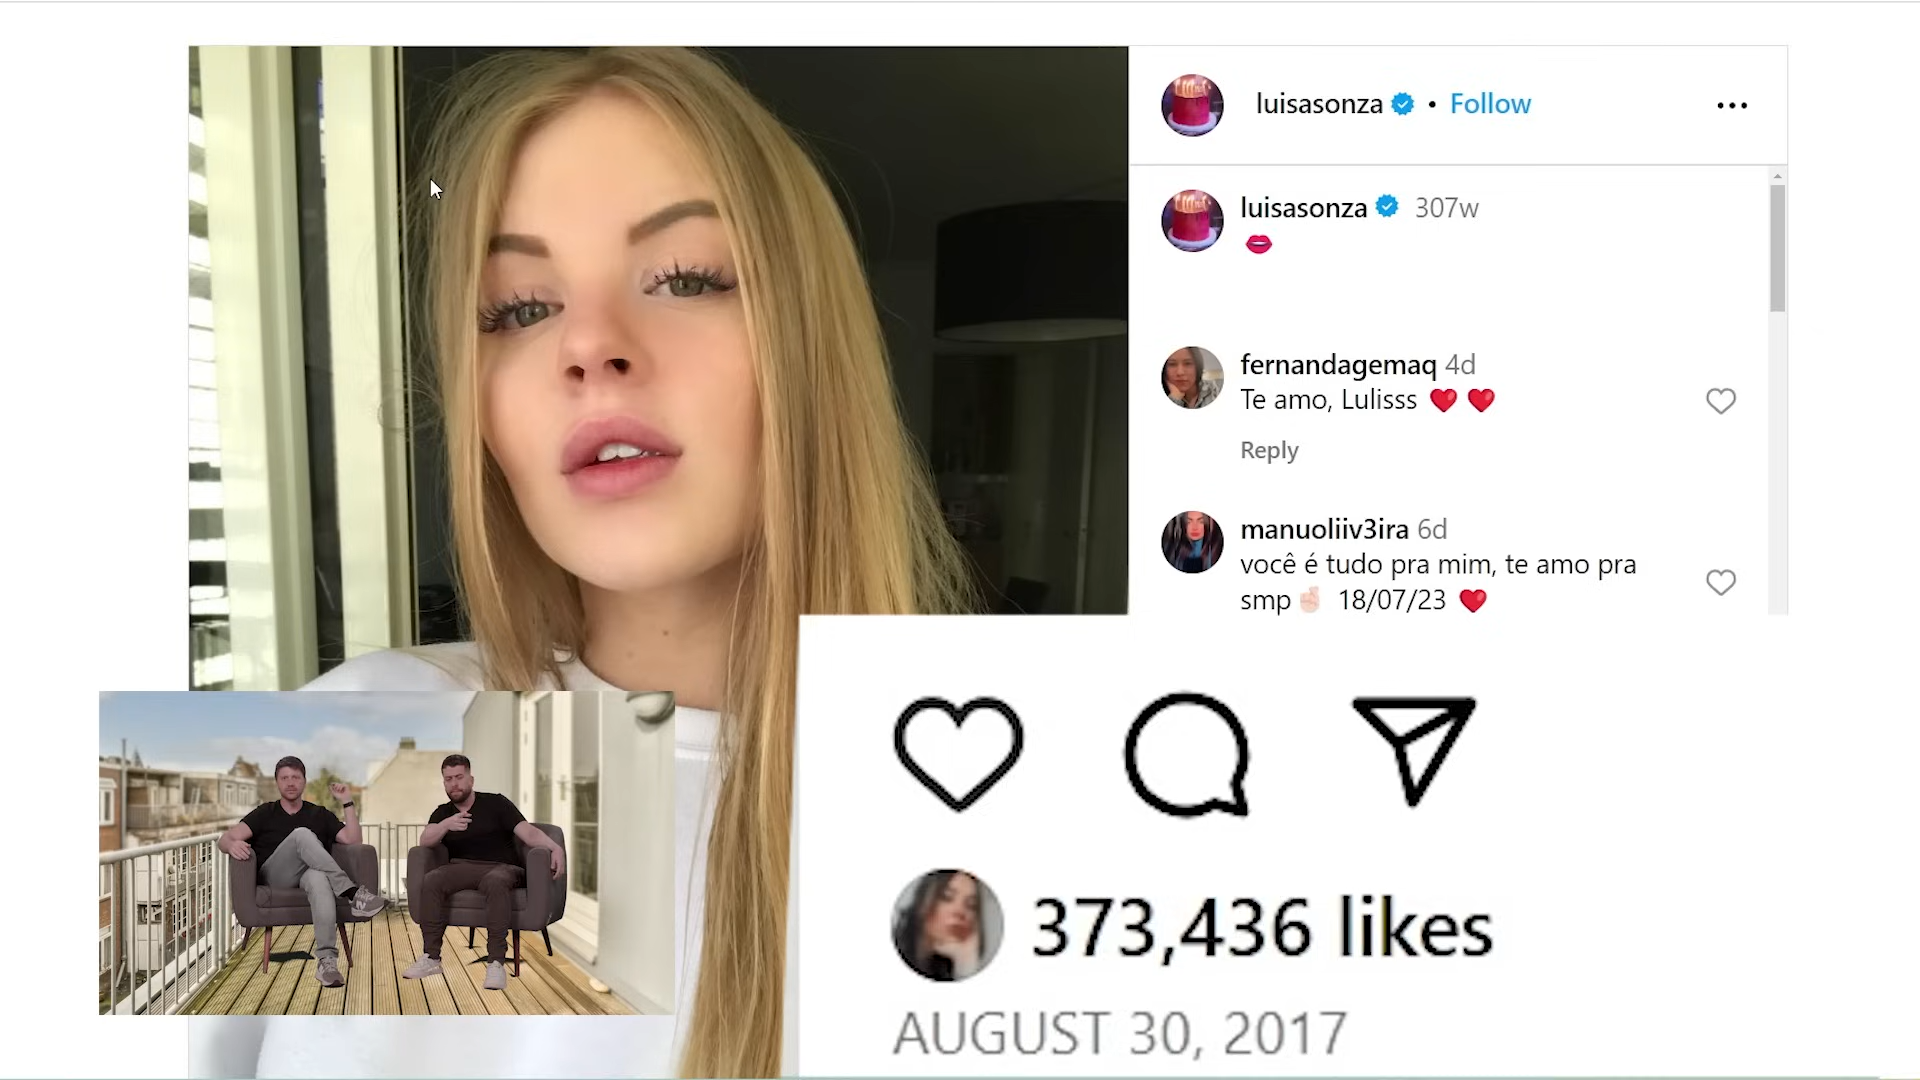 luisasonza • Follow
luisasonza 307w
fernandagemaq 4d
Te amo, Lulisss
Reply
manuoliiv3ira 6d
você é tudo pra mim, te amo pra
smp 18/07/23
373,436 likes
AUGUST 30, 2017